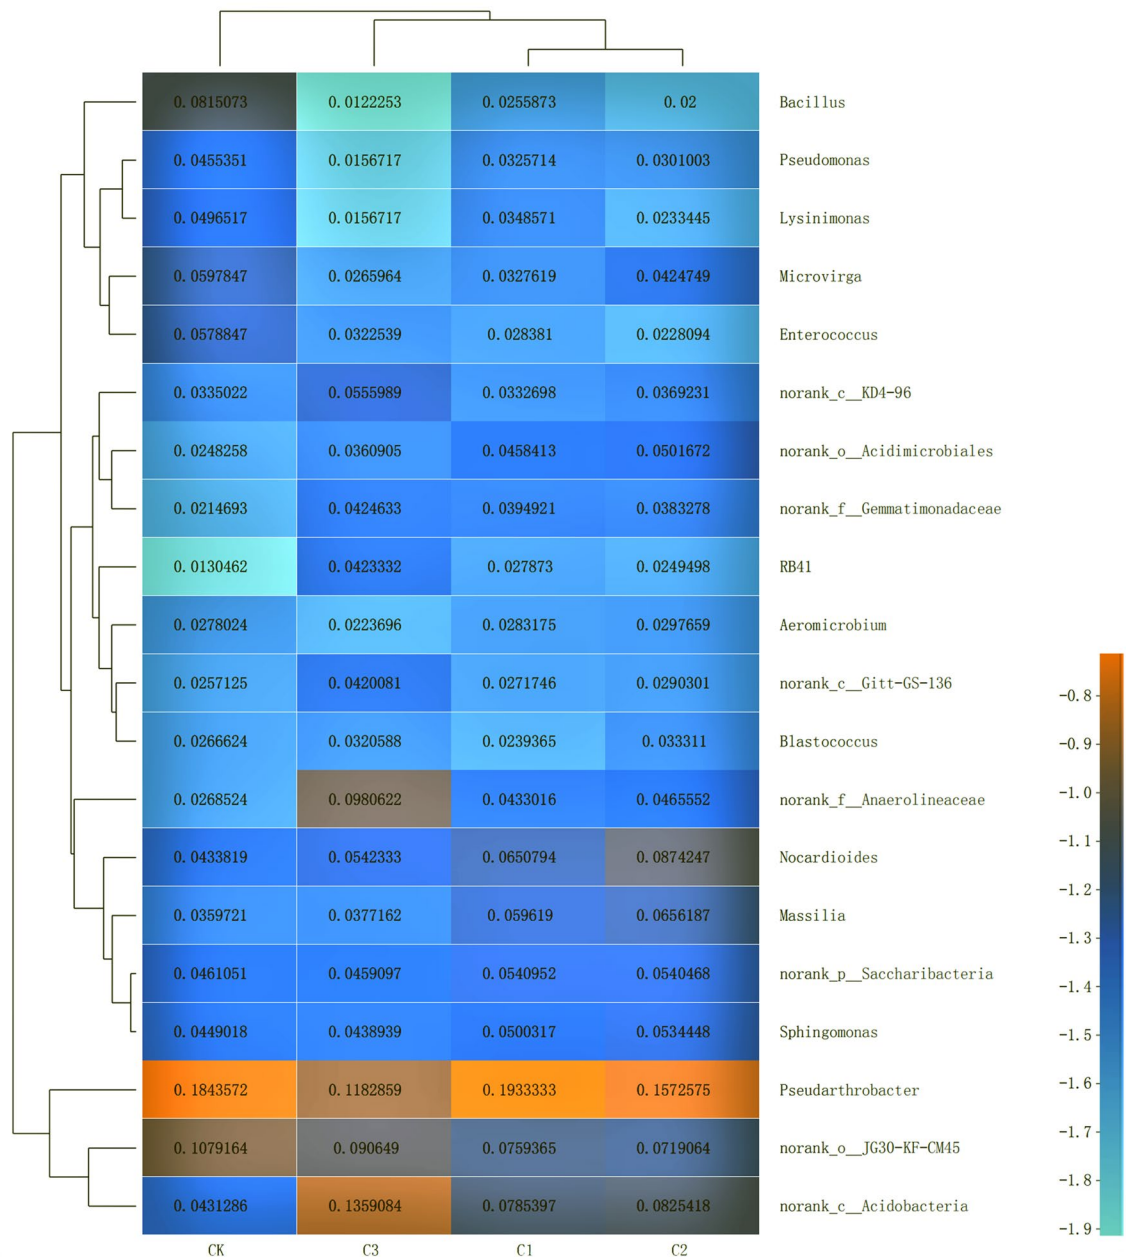 0.0815073 0.0122253 0.0255873 0.02 Bacillus
0.0455351 0.0156717 0.0325714 0.0301003 Pseudomonas
0.0496517 0.0156717 0.0348571 0.0233445 Lysinimonas
0.0597847 0.0265964 0.0327619 0.0424749 Microvirga
0.0578847 0.0322539 0.028381 0.0228094 Enterococcus
0.0335022 0.0555989 0.0332698 0.0369231 norank_c__KD4-96
0.0248258 0.0360905 0.0458413 0.0501672 norank_o__Acidimicrobiales
0.0214693 0.0424633 0.0394921 0.0383278 norank_f__Gemmatimonadaceae
0.0130462 0.0423332 0.027873 0.0249498 RB41
0.0278024 0.0223696 0.0283175 0.0297659 Aeromicrobium
0.0257125 0.0420081 0.0271746 0.0290301 norank_c__Gitt-GS-136
0.0266624 0.0320588 0.0239365 0.033311 Blastococcus
0.0268524 0.0980622 0.0433016 0.0465552 norank_f__Anaerolineaceae
0.0433819 0.0542333 0.0650794 0.0874247 Nocardioides
0.0359721 0.0377162 0.059619 0.0656187 Massilia
0.0461051 0.0459097 0.0540952 0.0540468 norank_p__Saccharibacteria
0.0449018 0.0438939 0.0500317 0.0534448 Sphingomonas
0.1843572 0.1182859 0.1933333 0.1572575 Pseudarthrobacter
0.1079164 0.090649 0.0759365 0.0719064 norank_o__JG30-KF-CM45
0.0431286 0.1359084 0.0785397 0.0825418 norank_c__Acidobacteria
CK C3 C1 C2
-0.8
-0.9
-1.0
-1.1
-1.2
-1.3
-1.4
-1.5
-1.6
-1.7
-1.8
-1.9